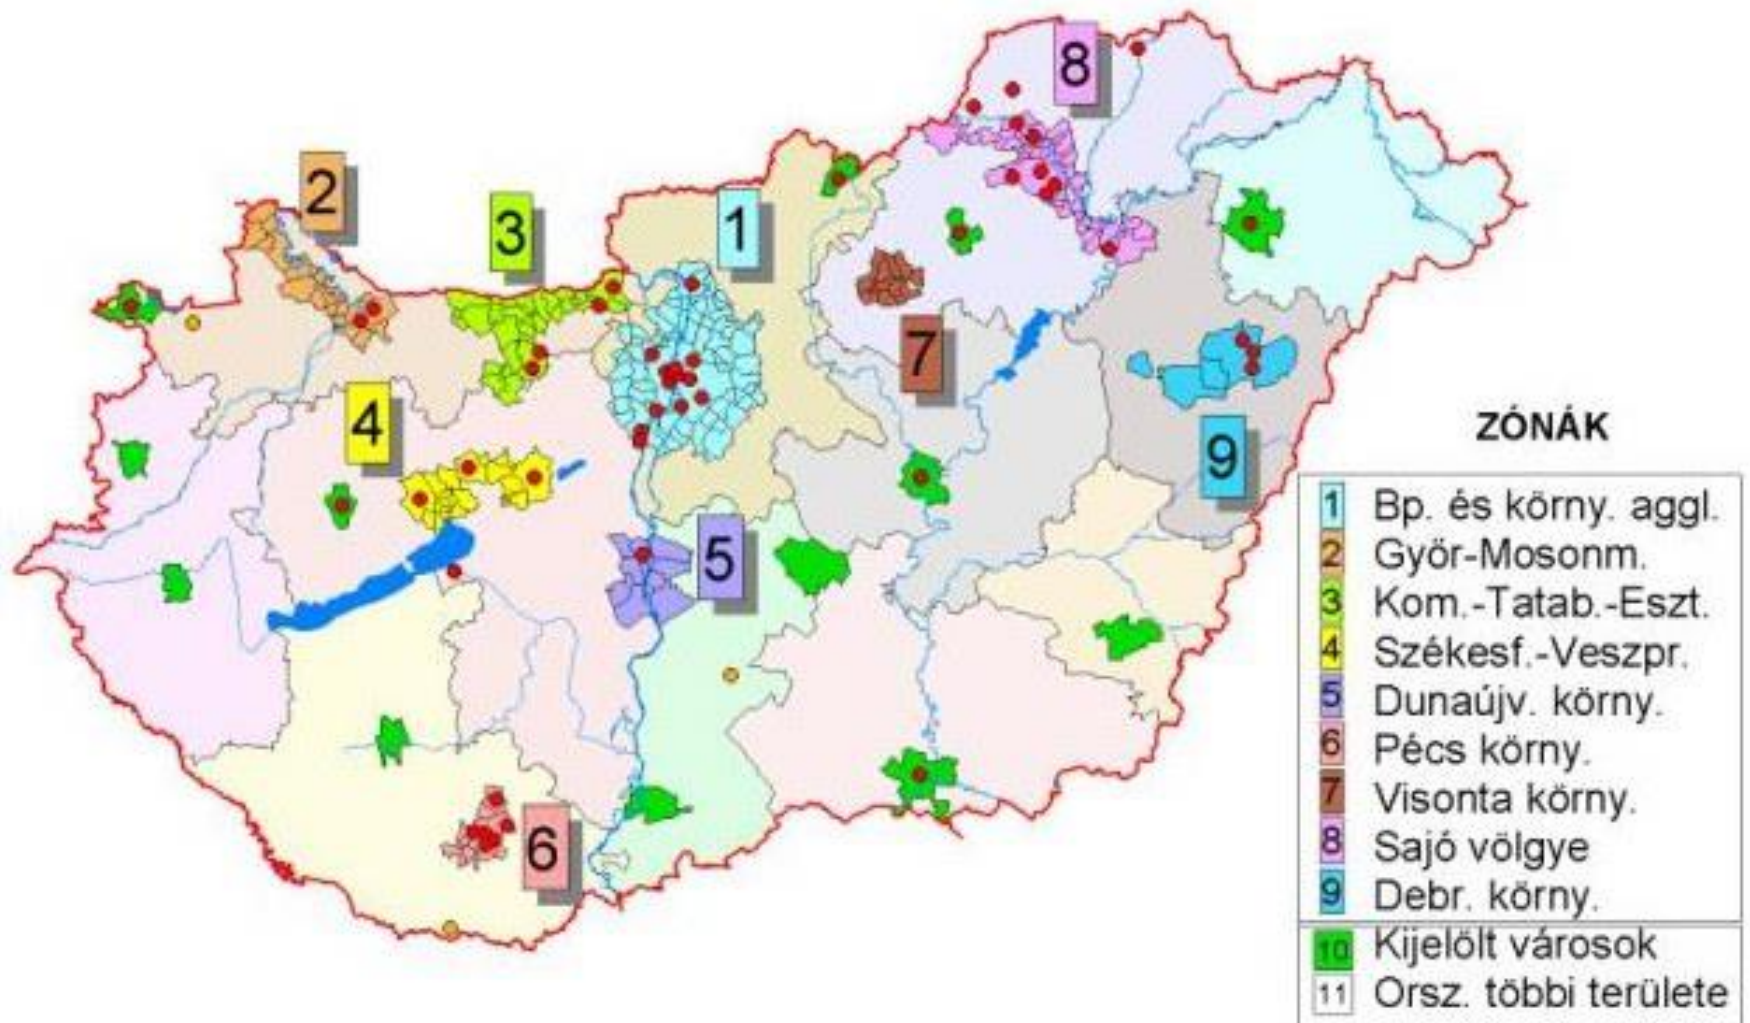 8
2
3
1
7
4
9
5
6
ZÓNÁK
1 Bp. és körny. aggl.
2 Györ-Mosonm.
3 Kom.-Tatab.-Eszt.
4 Székesf.-Veszpr.
5 Dunaújv. körny.
6 Pécs körny.
7 Visonta körny.
8 Sajó völgye
9 Debr. körny.
10 Kijelölt városok
11 Orsz. többi területe